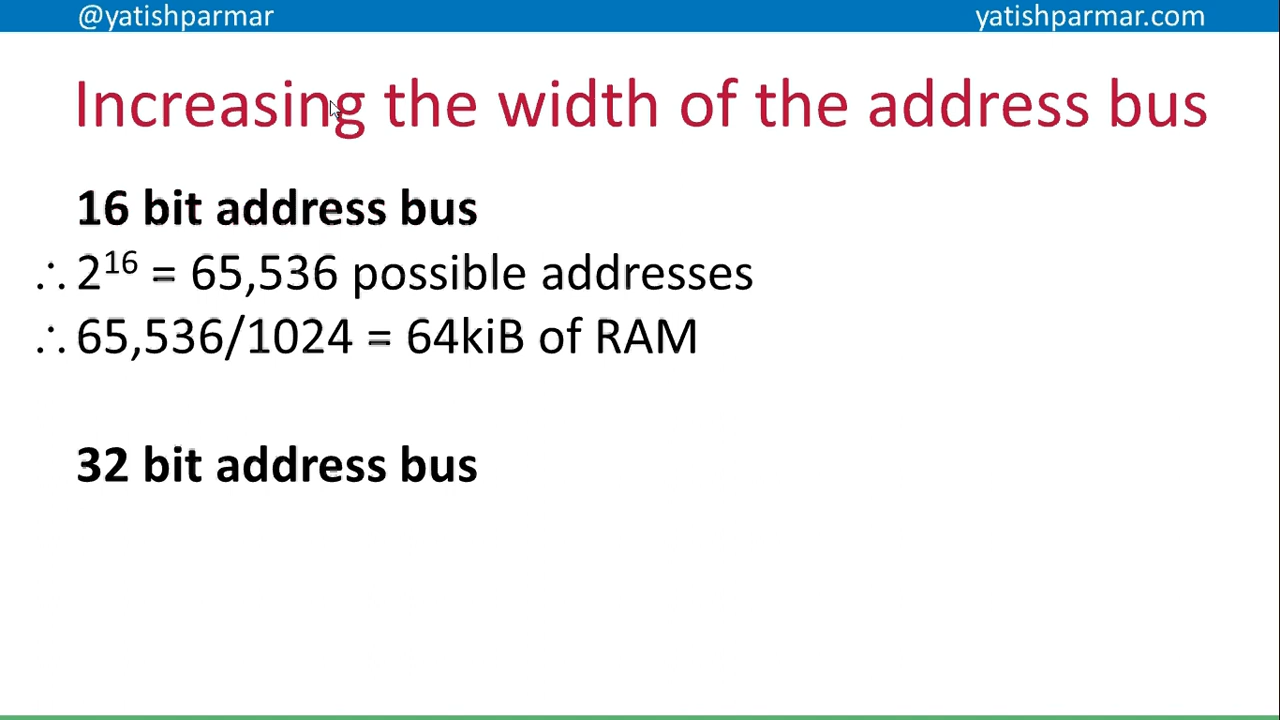 @yatishparmar
yatishparmar.com
Increasing the width of the address bus
16 bit address bus
∴ 2¹⁶ = 65,536 possible addresses
∴ 65,536/1024 = 64kiB of RAM
32 bit address bus